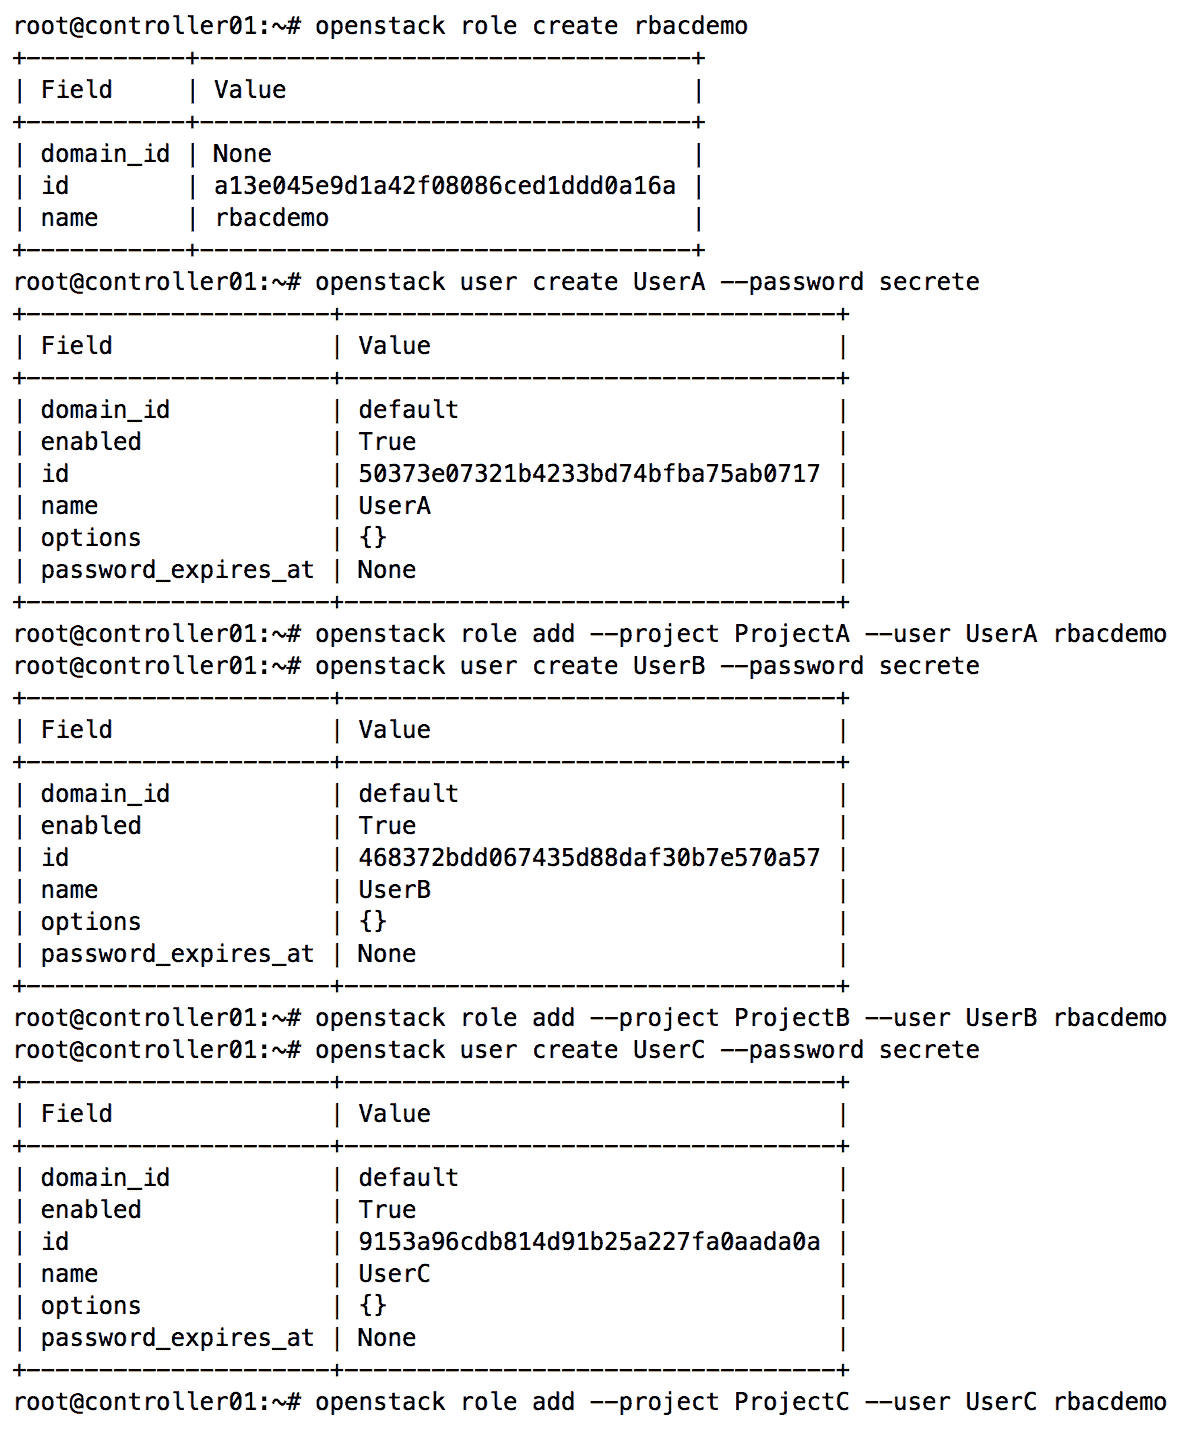 root@controller01:~# openstack role create rbacdemo
+-----------+----------------------------------+
| Field     | Value                            |
+-----------+----------------------------------+
| domain_id | None                             |
| id        | a13e045e9d1a42f08086ced1ddd0a16a |
| name      | rbacdemo                         |
+-----------+----------------------------------+
root@controller01:~# openstack user create UserA --password secrete
+---------------------+----------------------------------+
| Field               | Value                            |
+---------------------+----------------------------------+
| domain_id           | default                          |
| enabled             | True                             |
| id                  | 50373e07321b4233bd74bfba75ab0717 |
| name                | UserA                            |
| options             | {}                               |
| password_expires_at | None                             |
+---------------------+----------------------------------+
root@controller01:~# openstack role add --project ProjectA --user UserA rbacdemo
root@controller01:~# openstack user create UserB --password secrete
+---------------------+----------------------------------+
| Field               | Value                            |
+---------------------+----------------------------------+
| domain_id           | default                          |
| enabled             | True                             |
| id                  | 468372bdd067435d88daf30b7e570a57 |
| name                | UserB                            |
| options             | {}                               |
| password_expires_at | None                             |
+---------------------+----------------------------------+
root@controller01:~# openstack role add --project ProjectB --user UserB rbacdemo
root@controller01:~# openstack user create UserC --password secrete
+---------------------+----------------------------------+
| Field               | Value                            |
+---------------------+----------------------------------+
| domain_id           | default                          |
| enabled             | True                             |
| id                  | 9153a96cdb814d91b25a227fa0aada0a |
| name                | UserC                            |
| options             | {}                               |
| password_expires_at | None                             |
+---------------------+----------------------------------+
root@controller01:~# openstack role add --project ProjectC --user UserC rbacdemo